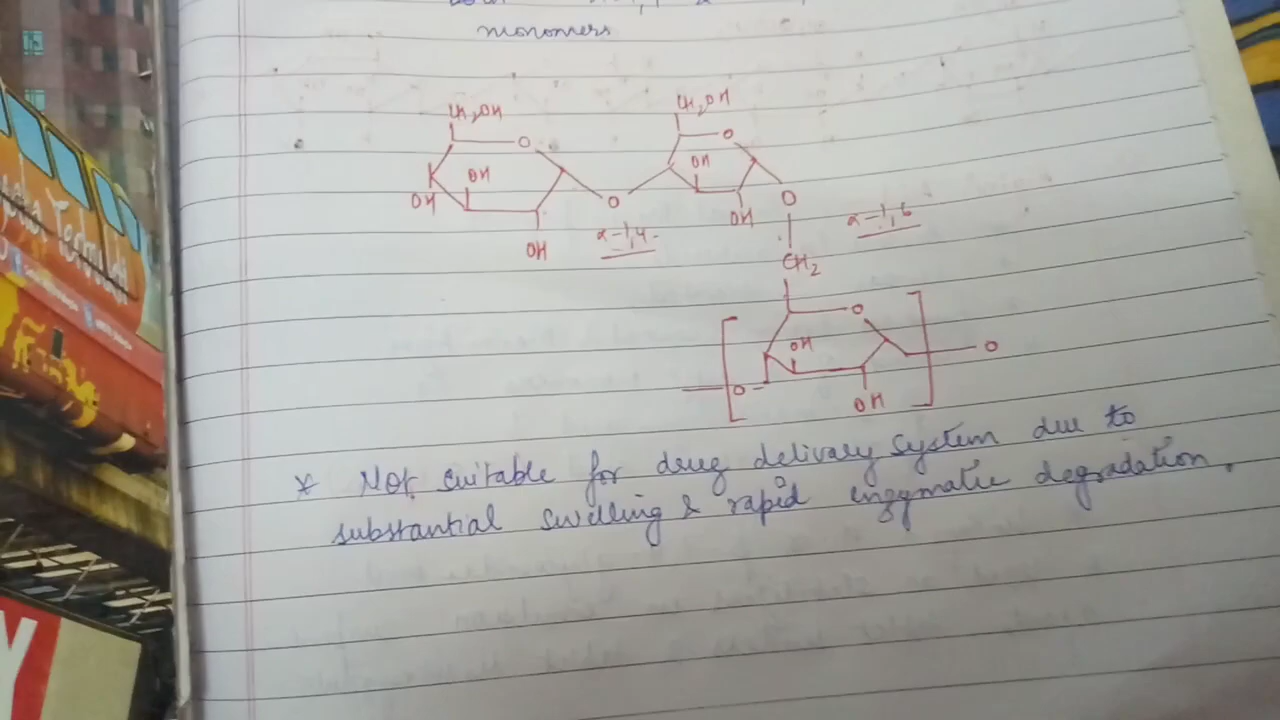 monomers
CH2OH
CH2OH
O
O
OH
OH
OH
O
O
α-1,4-
OH
α-1,6
OH
CH2
O
OH
O
O
OH
* Not suitable for drug delivary system due to
substantial swelling & rapid enzymatic degradation.